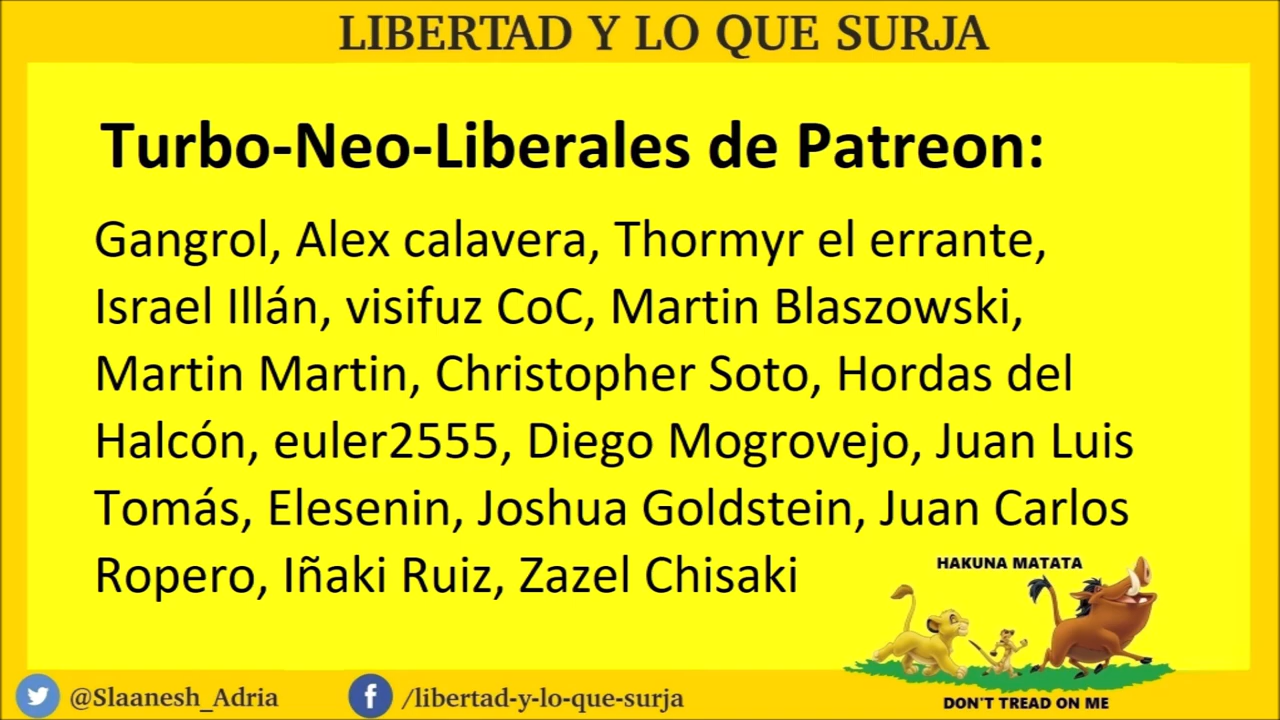 LIBERTAD Y LO QUE SURJA
Turbo-Neo-Liberales de Patreon:
Gangrol, Alex calavera, Thormyr el errante,
Israel Illán, visifuz CoC, Martin Blaszowski,
Martin Martin, Christopher Soto, Hordas del
Halcón, euler2555, Diego Mogrovejo, Juan Luis
Tomás, Elesenin, Joshua Goldstein, Juan Carlos
Ropero, Iñaki Ruiz, Zazel Chisaki
HAKUNA MATATA
DON'T TREAD ON ME
@Slaanesh_Adria
/libertad-y-lo-que-surja